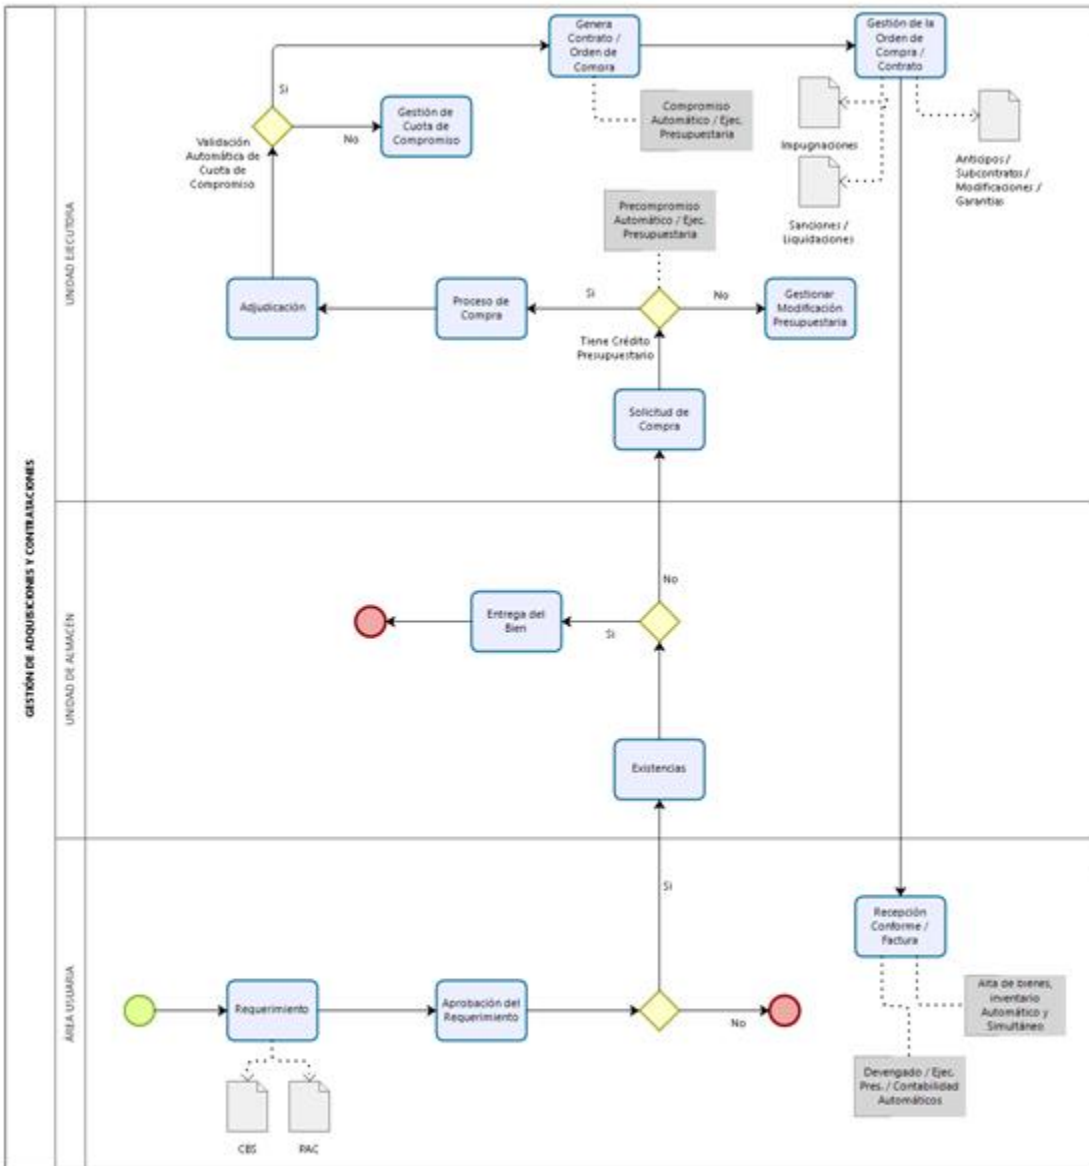 GESTIÓN DE ADQUISICIONES Y CONTRATACIONES
UNIDAD EJECUTORA
Genera
Contrato /
Orden de
Compra
Gestión de la
Orden de
Compra /
Contrato
Si
Gestión de
Cuota de
Compromiso
No
Validación
Automática de
Cuota de
Compromiso
Compromiso
Automático / Ejec.
Presupuestaria
Impugnaciones
Anticipos /
Subcontratos /
Modificaciones /
Garantías
Sanciones /
Liquidaciones
Precompromiso
Automático / Ejec.
Presupuestaria
Adjudicación
Proceso de
Compra
Si
No
Gestionar
Modificación
Presupuestaria
Tiene Crédito
Presupuestario
Solicitud de
Compra
UNIDAD DE ALMACÉN
No
Entrega del
Bien
Si
Existencias
ÁREA USUARIA
Si
Recepción
Conforme /
Factura
Requerimiento
Aprobación del
Requerimiento
No
Alta de bienes,
inventario
Automático y
Simultáneo
Devengado / Ejec.
Pres. / Contabilidad
Automáticos
CBS
PAC